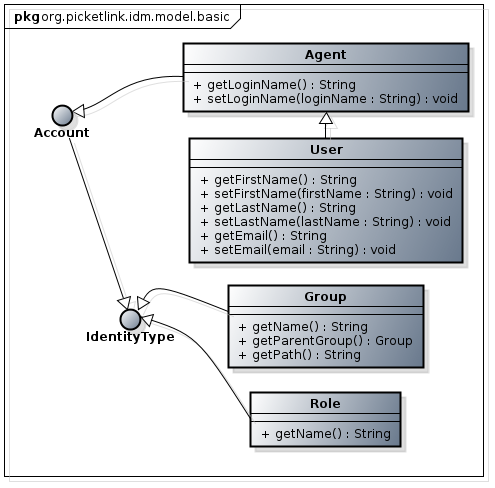 pkg org.picketlink.idm.model.basic
Agent
+ getLoginName() : String
+ setLoginName(loginName : String) : void
Account
User
+ getFirstName() : String
+ setFirstName(firstName : String) : void
+ getLastName() : String
+ setLastName(lastName : String) : void
+ getEmail() : String
+ setEmail(email : String) : void
Group
+ getName() : String
+ getParentGroup() : Group
+ getPath() : String
IdentityType
Role
+ getName() : String